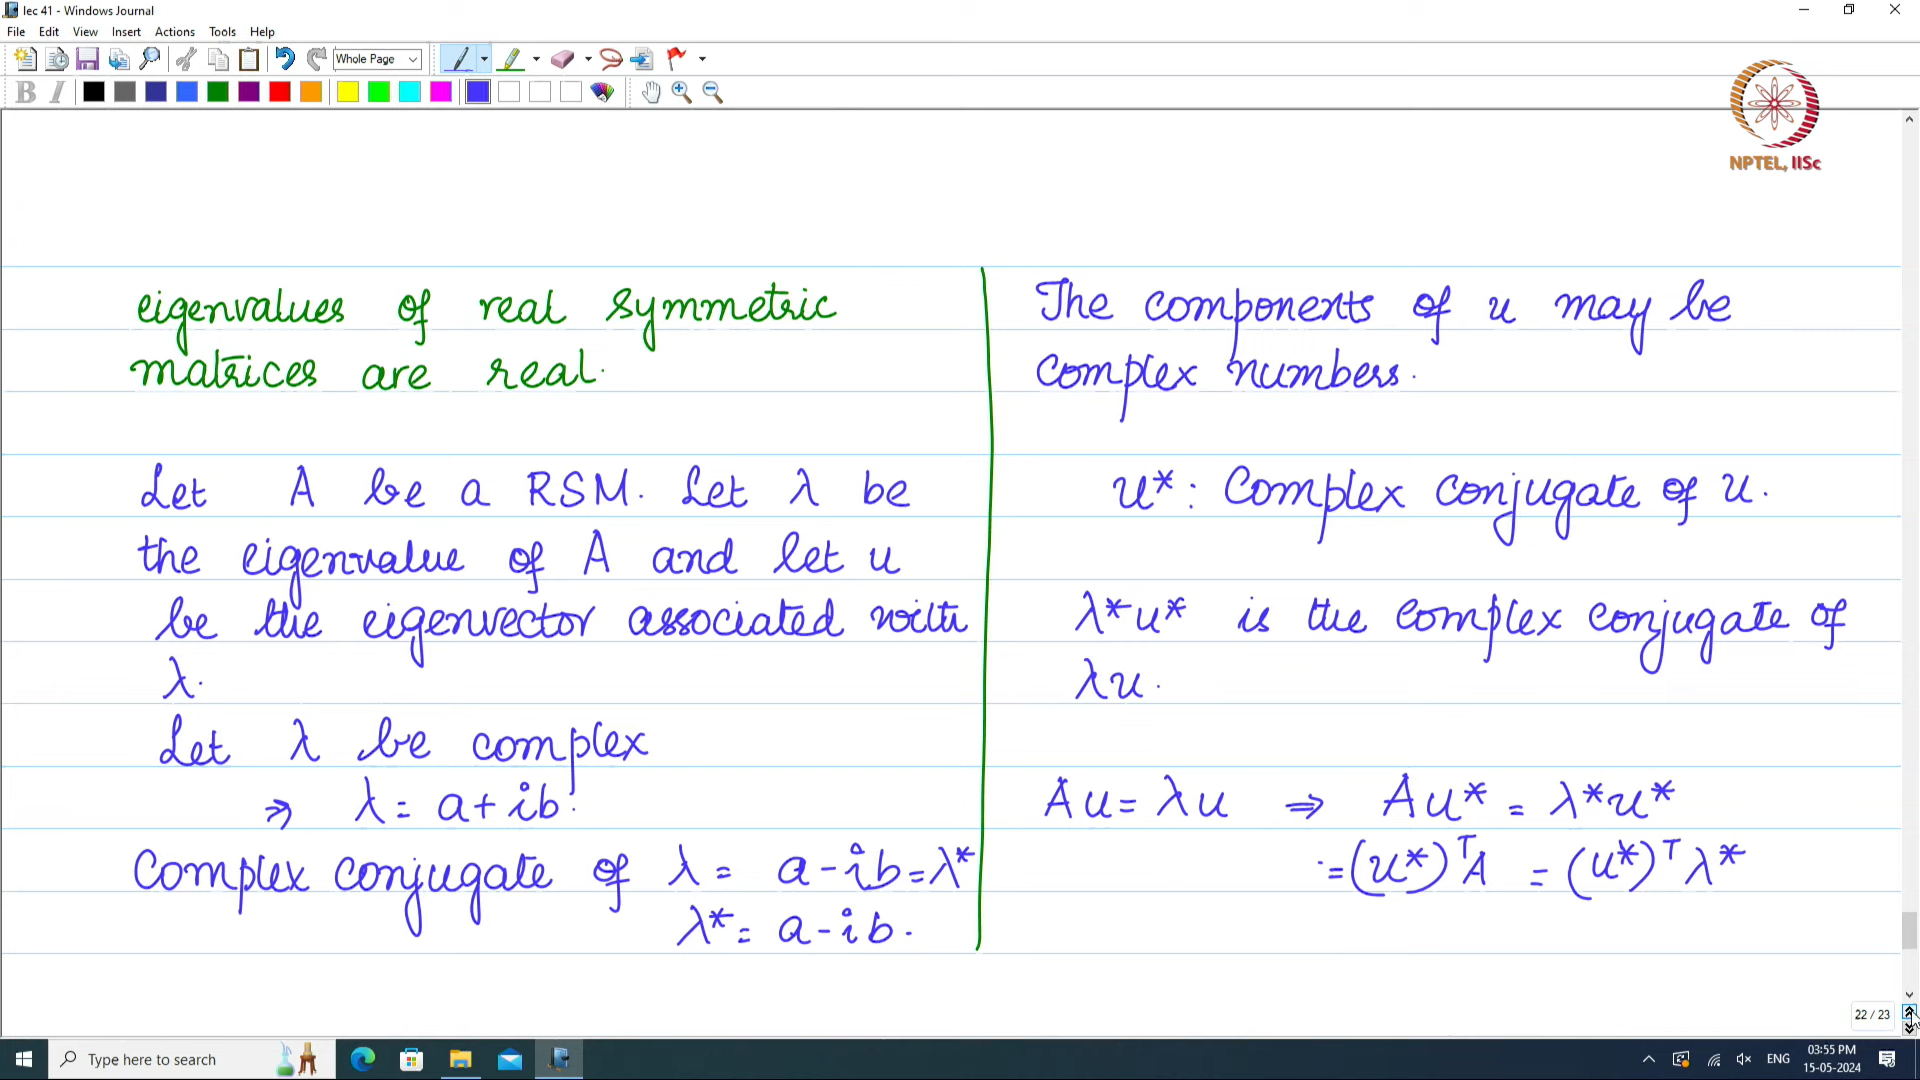 lec 41 - Windows Journal
File Edit View Insert Actions Tools Help
Whole Page
B I
NPTEL, IISc
eigenvalues of real symmetric
matrices are real.
Let A be a RSM. Let λ be
the eigenvalue of A and let u
be the eigenvector associated with
λ.
Let λ be complex
⇒ λ = a + ib.
Complex conjugate of λ = a - ib = λ*
λ* = a - ib.
The components of u may be
complex numbers.
u* : Complex conjugate of u.
λ*u* is the complex conjugate of
λu.
Au = λu ⇒ Au* = λ*u*
= (u*)ᵀA = (u*)ᵀλ*
22 / 23
Type here to search
ENG
03:55 PM
15-05-2024